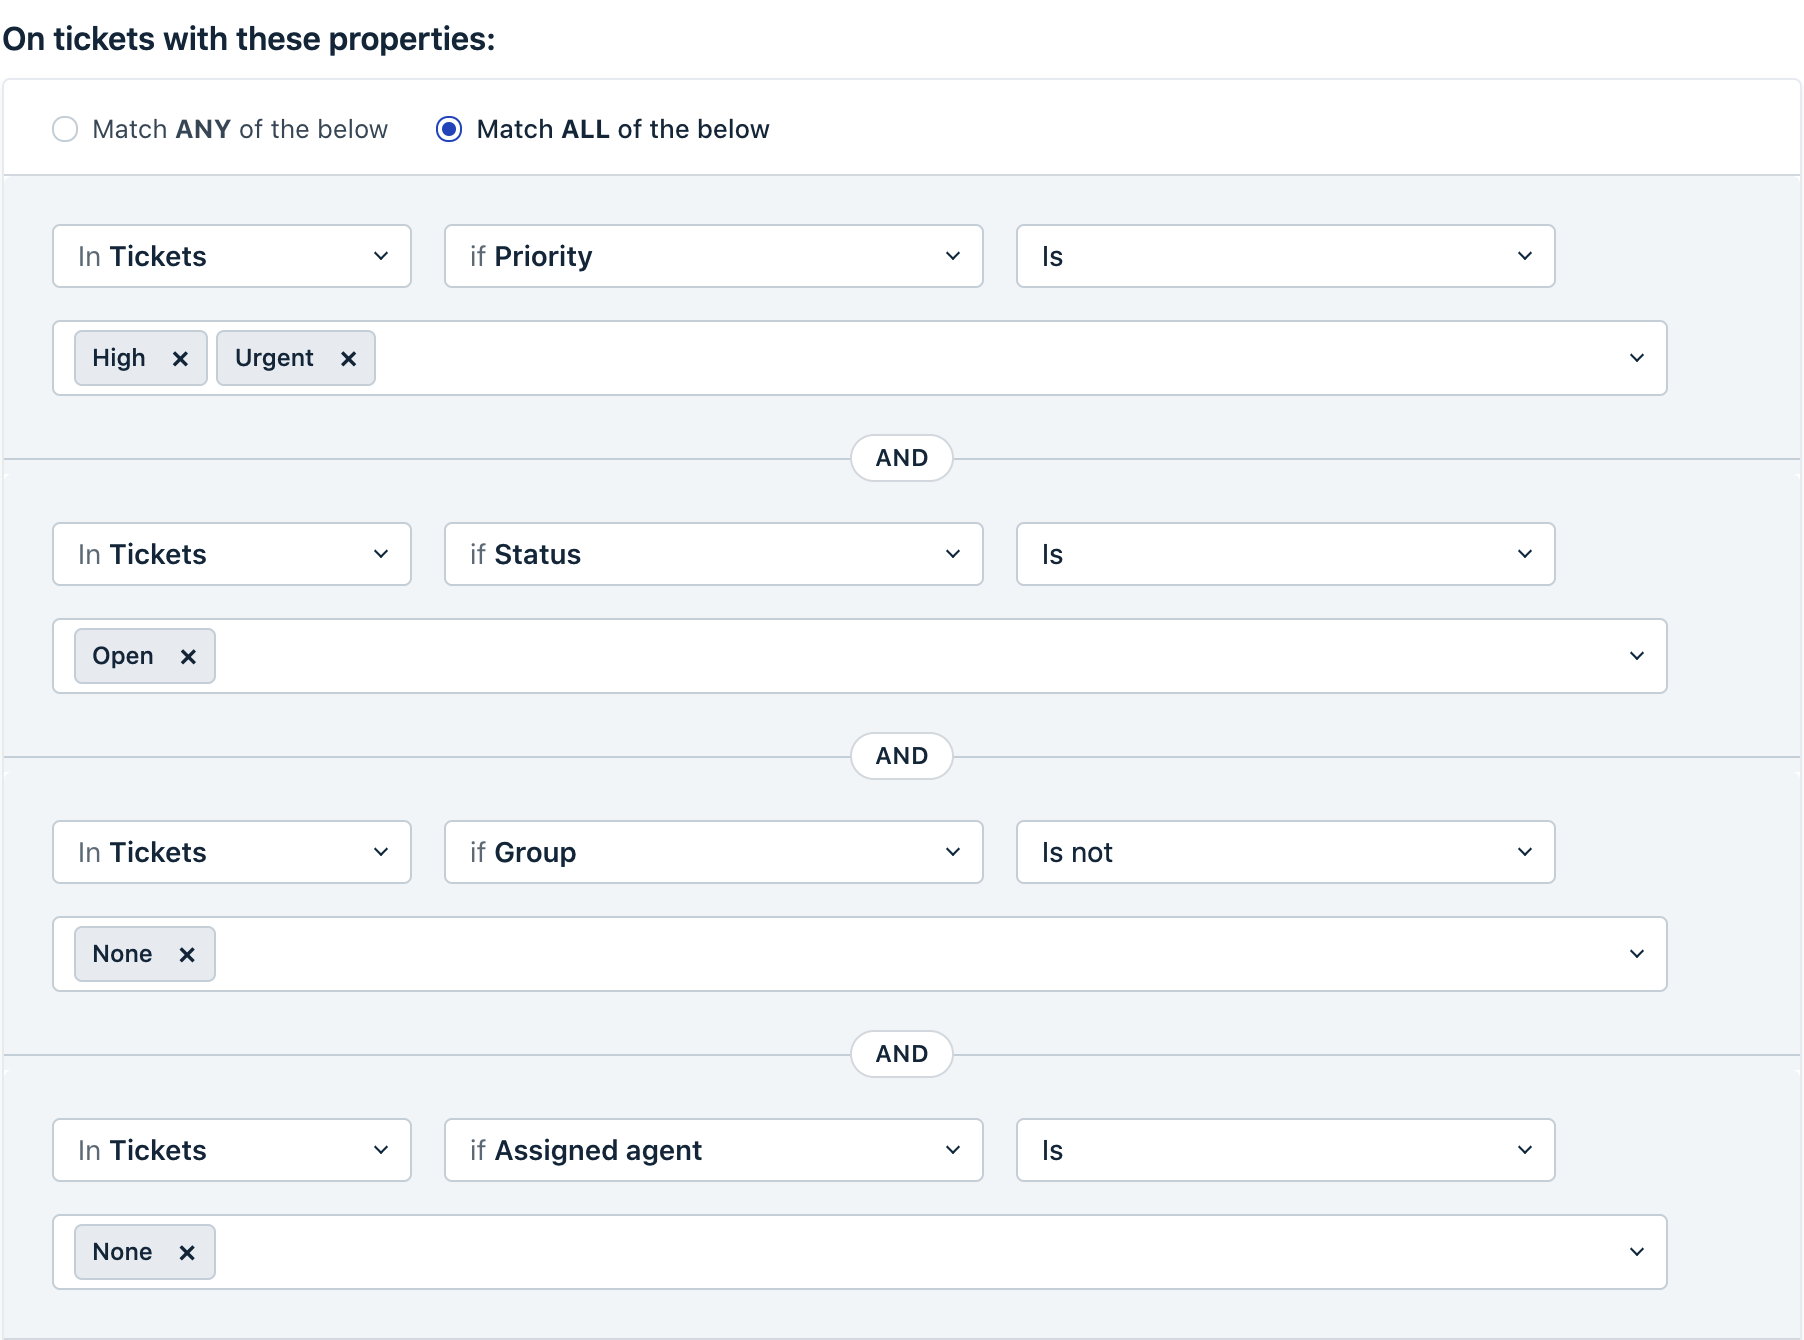 On tickets with these properties:
Match ANY of the below Match ALL of the below
In Tickets if Priority Is
High Urgent
AND
In Tickets if Status Is
Open
AND
In Tickets if Group Is not
None
AND
In Tickets if Assigned agent Is
None